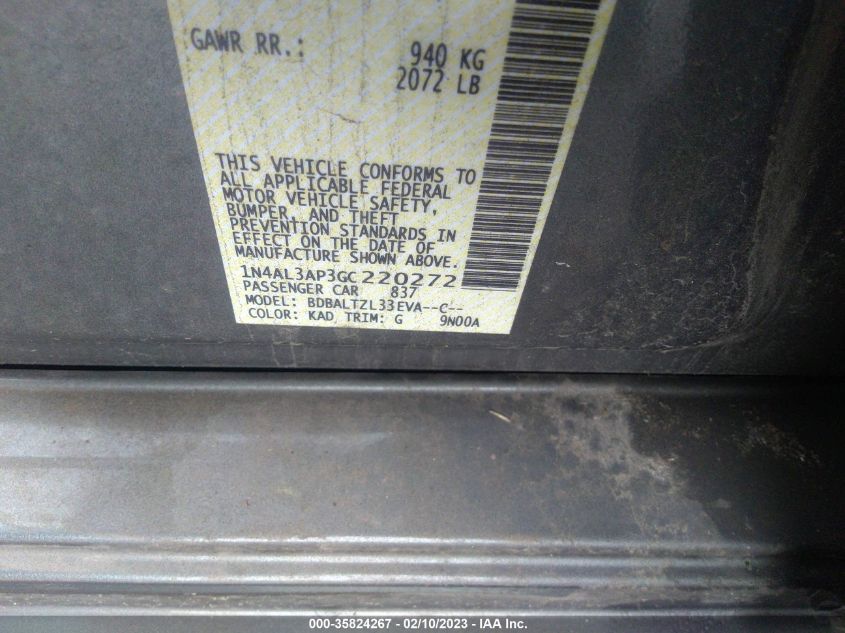 GAWR RR.: 940 KG
2072 LB
THIS VEHICLE CONFORMS TO
ALL APPLICABLE FEDERAL
MOTOR VEHICLE SAFETY,
BUMPER, AND THEFT
PREVENTION STANDARDS IN
EFFECT ON THE DATE OF
MANUFACTURE SHOWN ABOVE.
1N4AL3AP3GC220272
PASSENGER CAR 837
MODEL: BDBALTZL33EVA--C--
COLOR: KAD TRIM: G 9N00A
000-35824267 - 02/10/2023 - IAA Inc.